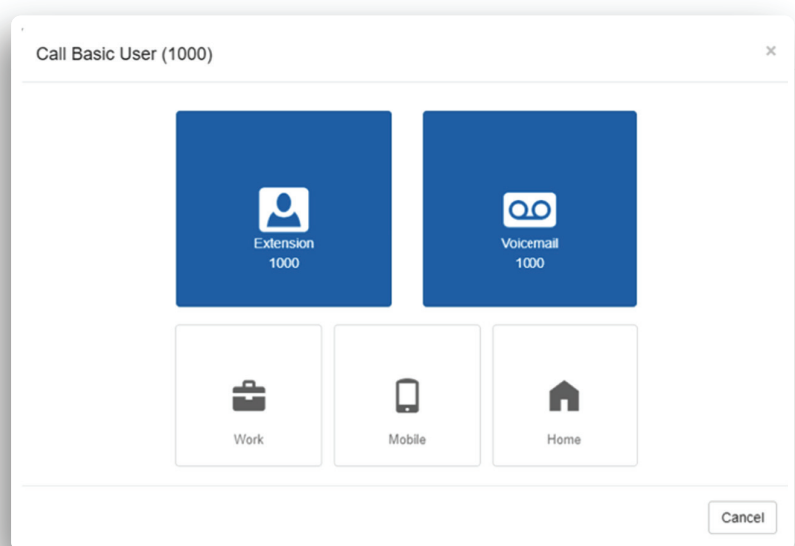 Call Basic User (1000)
×
Extension
1000
Voicemail
1000
Work
Mobile
Home
Cancel